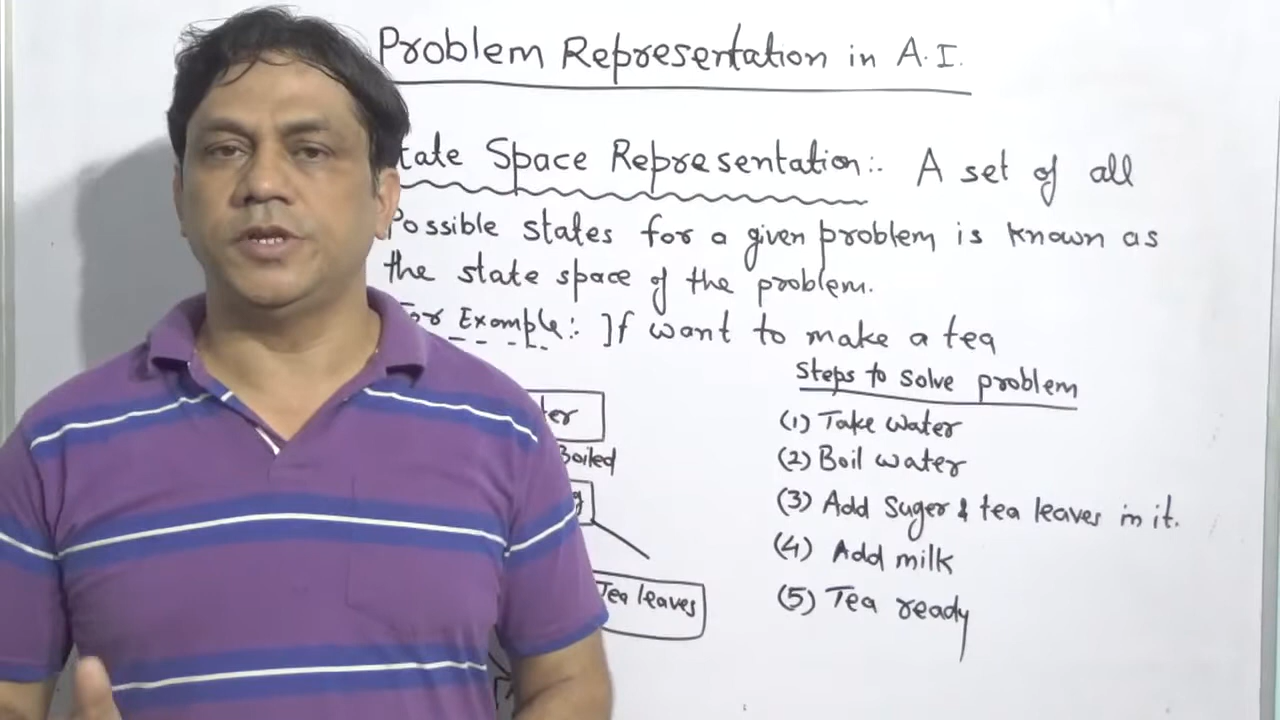 Problem Representation in A.I.
tate Space Representation:- A set of all
Possible states for a given problem is known as
the state space of the problem.
For Example:- If want to make a tea
Steps to solve problem
(1) Take water
(2) Boil water
(3) Add Suger & tea leaves in it.
(4) Add milk
(5) Tea ready
ter
Boiled
g
Tea leaves